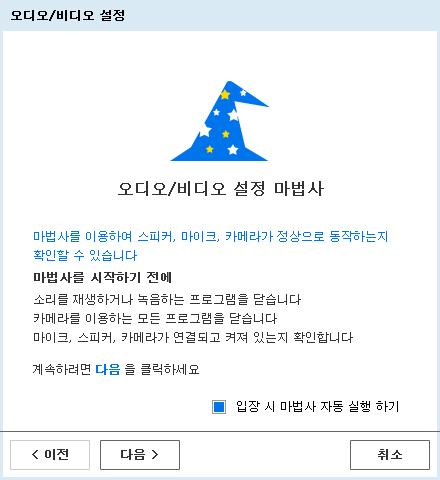 오디오/비디오 설정
오디오/비디오 설정 마법사
마법사를 이용하여 스피커, 마이크, 카메라가 정상으로 동작하는지
확인할 수 있습니다
마법사를 시작하기 전에
소리를 재생하거나 녹음하는 프로그램을 닫습니다
카메라를 이용하는 모든 프로그램을 닫습니다
마이크, 스피커, 카메라가 연결되고 켜져 있는지 확인합니다
계속하려면 다음 을 클릭하세요
입장 시 마법사 자동 실행 하기
< 이전 다음 > 취소